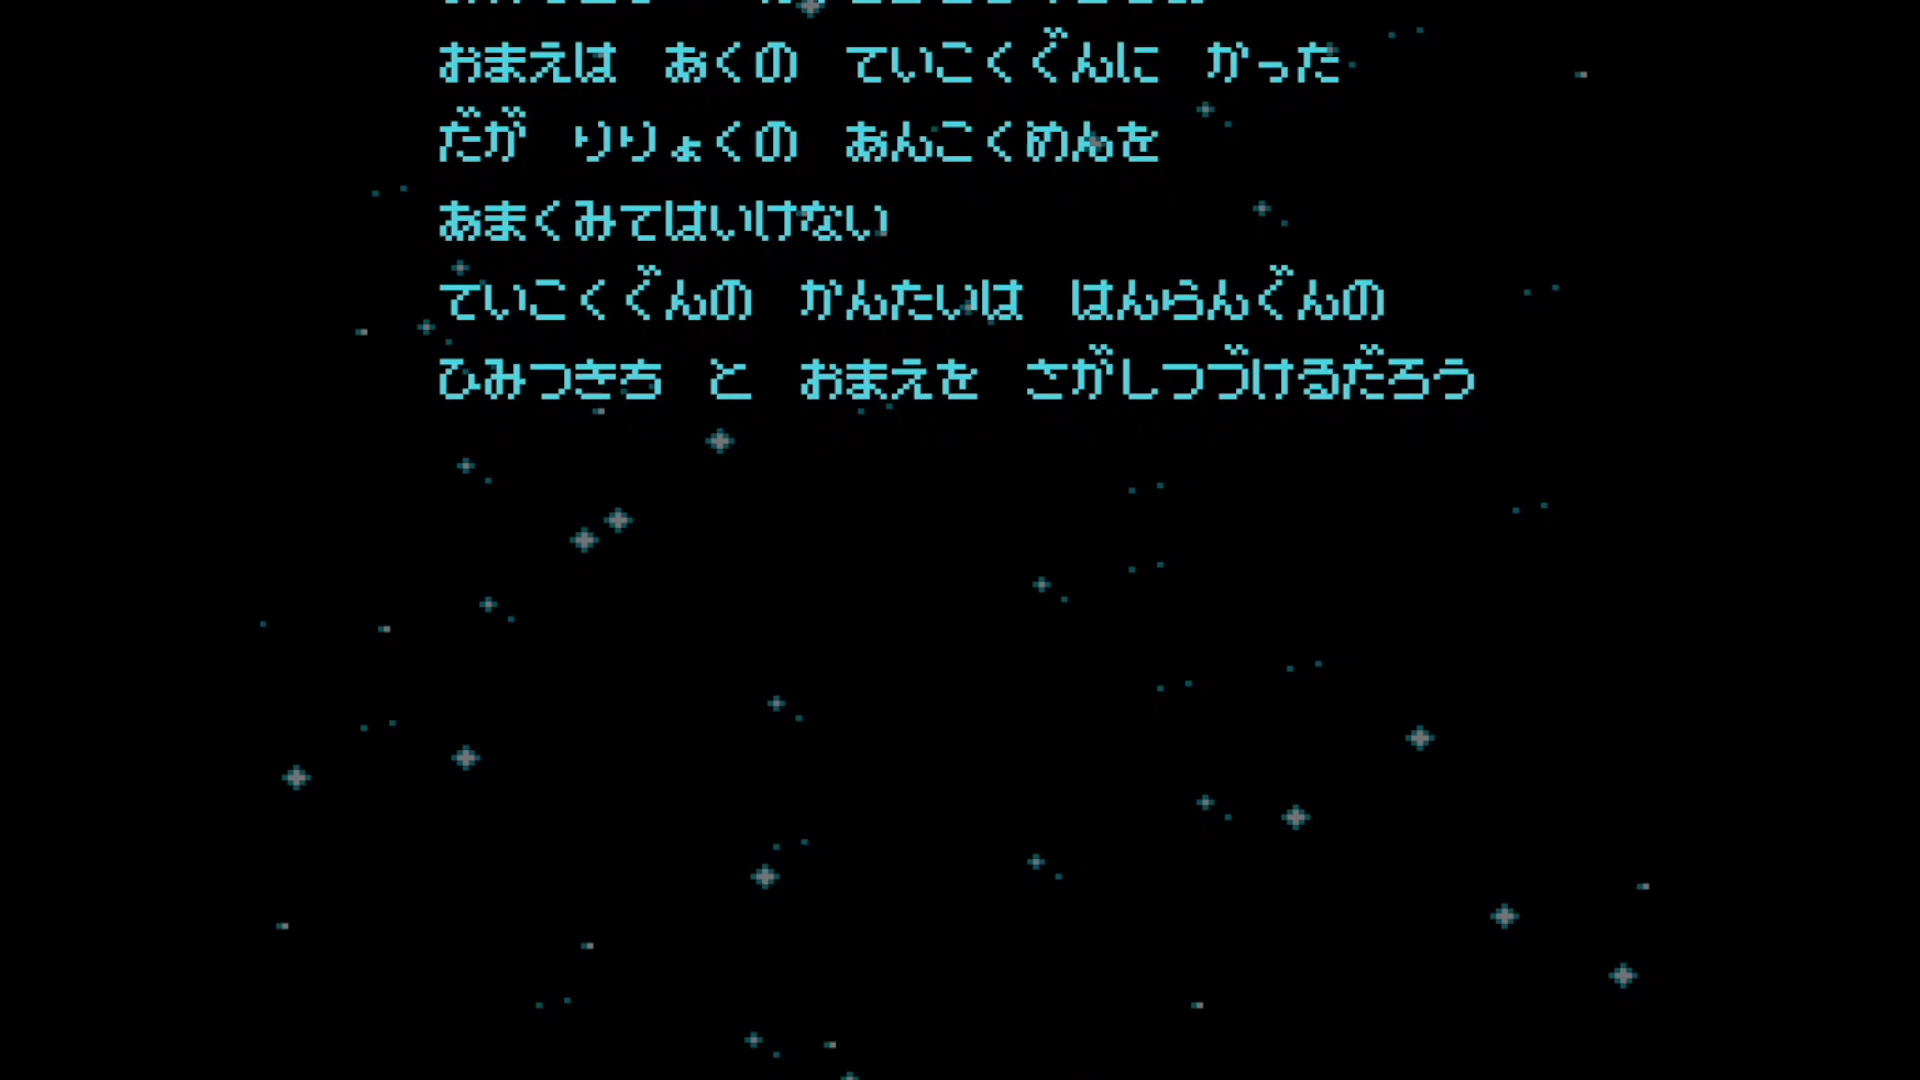 おまえは あくの ていこくぐんに かった
だが りりょくの あんこくめんを
あまくみてはいけない
ていこくぐんの かんたいは はんらんぐんの
ひみつきち と おまえを さがしつづけるだろう